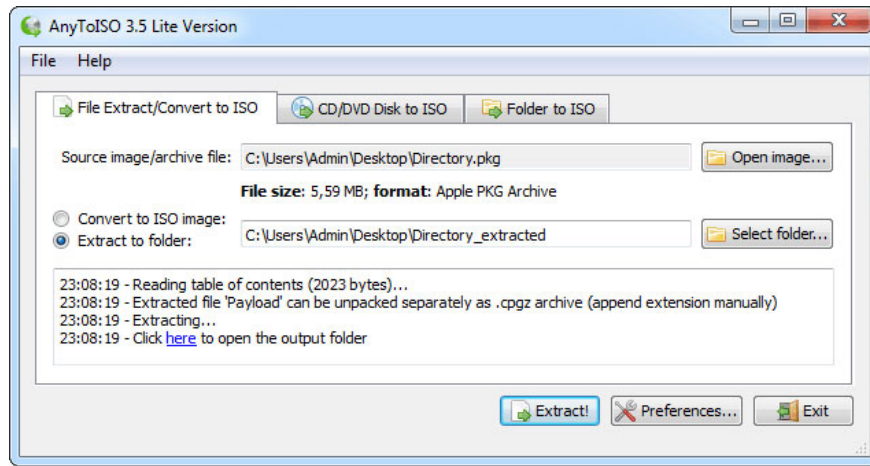 AnyToISO 3.5 Lite Version
File Help
File Extract/Convert to ISO CD/DVD Disk to ISO Folder to ISO
Source image/archive file: C:\Users\Admin\Desktop\Directory.pkg Open image...
File size: 5,59 MB; format: Apple PKG Archive
Convert to ISO image:
Extract to folder: C:\Users\Admin\Desktop\Directory_extracted Select folder...
23:08:19 - Reading table of contents (2023 bytes)...
23:08:19 - Extracted file 'Payload' can be unpacked separately as .cpgz archive (append extension manually)
23:08:19 - Extracting...
23:08:19 - Click here to open the output folder
Extract! Preferences... Exit